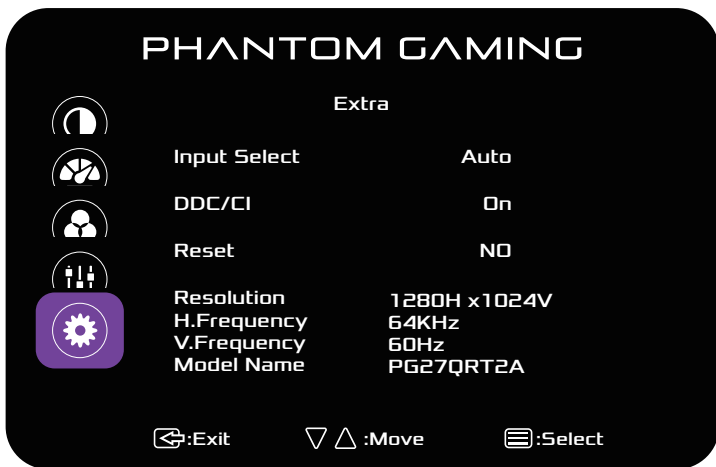 PHANTOM GAMING
Extra
Input Select Auto
DDC/CI On
Reset NO
Resolution 1280H x1024V
H.Frequency 64KHz
V.Frequency 60Hz
Model Name PG27QRT2A
:Exit :Move :Select